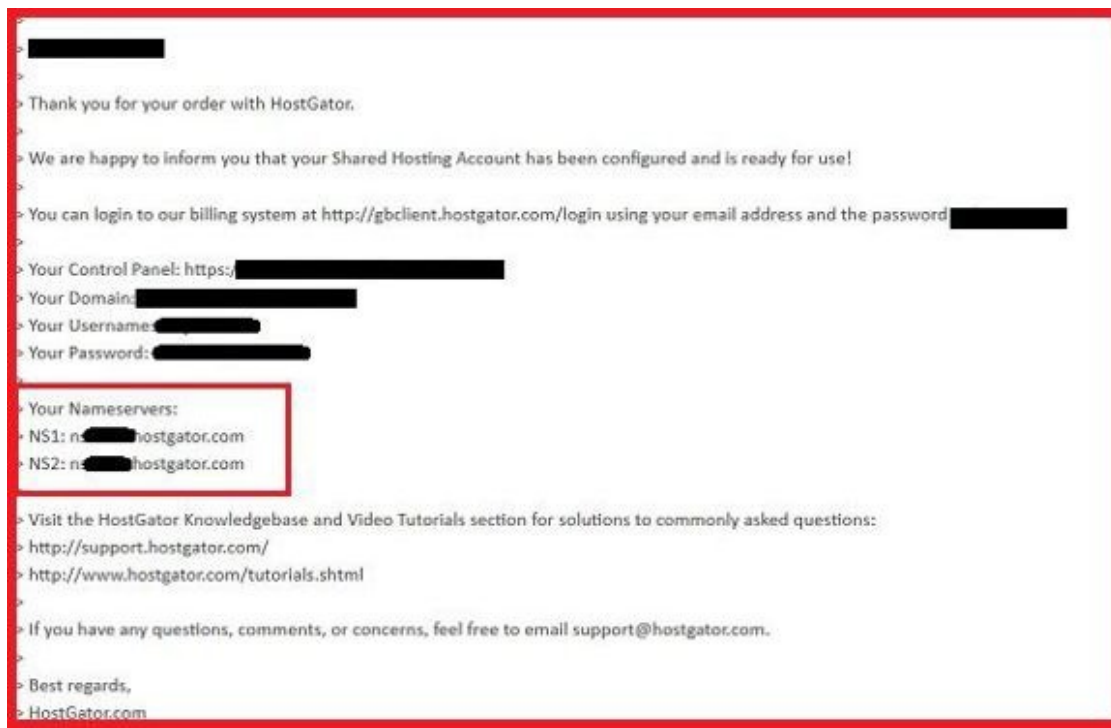 >
>
>
> Thank you for your order with HostGator.
>
> We are happy to inform you that your Shared Hosting Account has been configured and is ready for use!
>
> You can login to our billing system at http://gbclient.hostgator.com/login using your email address and the password
>
> Your Control Panel: https:/
> Your Domain:
> Your Username:
> Your Password:
>
> Your Nameservers:
> NS1: ns hostgator.com
> NS2: ns hostgator.com
>
> Visit the HostGator Knowledgebase and Video Tutorials section for solutions to commonly asked questions:
> http://support.hostgator.com/
> http://www.hostgator.com/tutorials.shtml
>
> If you have any questions, comments, or concerns, feel free to email support@hostgator.com.
>
> Best regards,
> HostGator.com